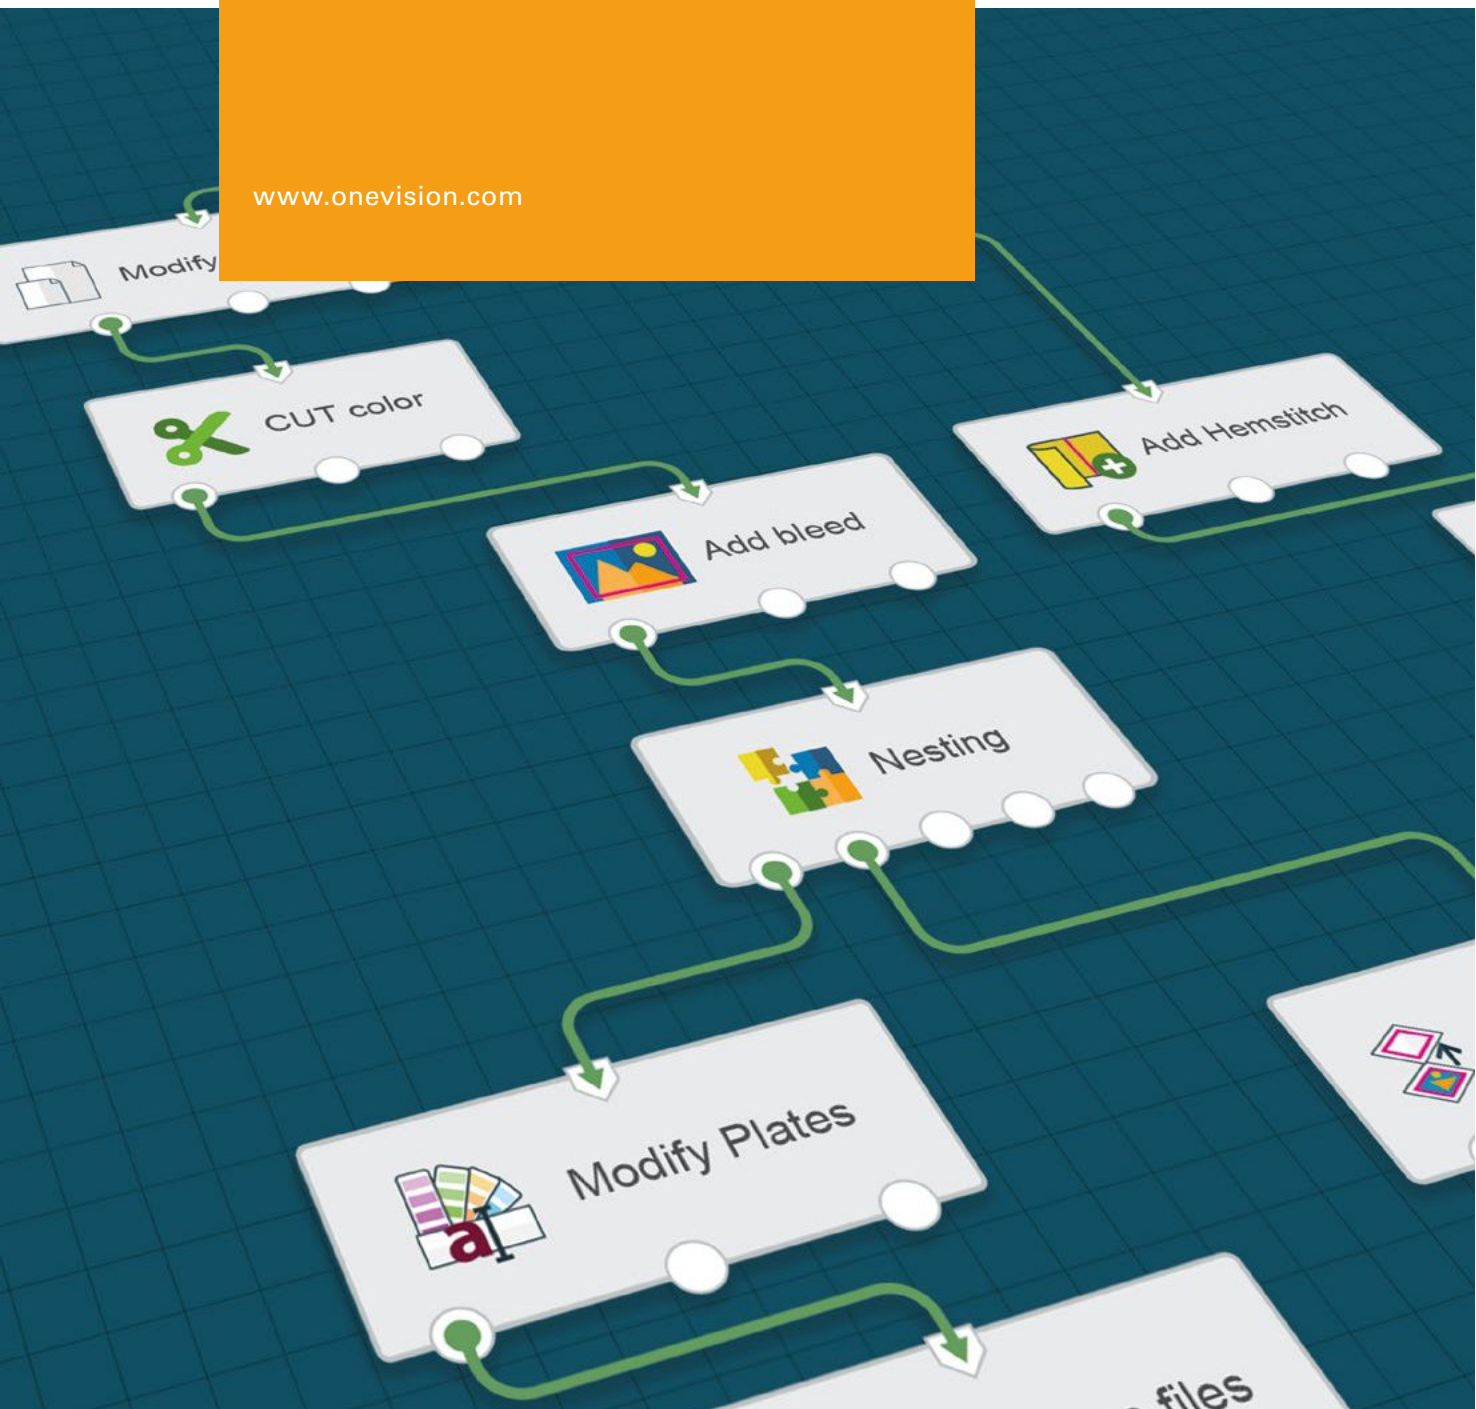 www.onevision.com
Modify
CUT color
Add Hemstitch
Add bleed
Nesting
Modify Plates
files